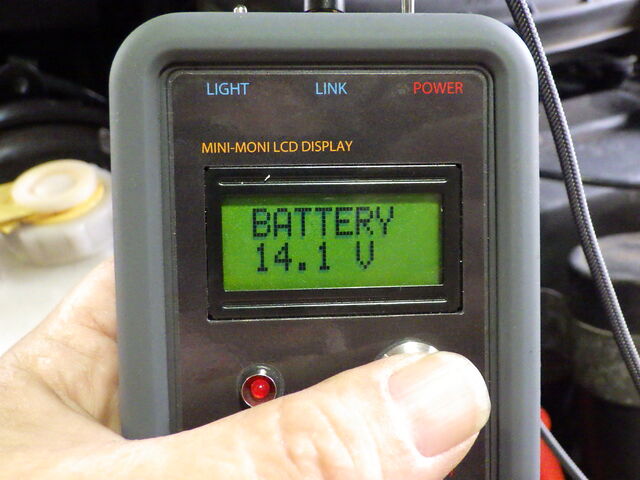 LIGHT LINK POWER
MINI-MONI LCD DISPLAY
BATTERY
14.1 V